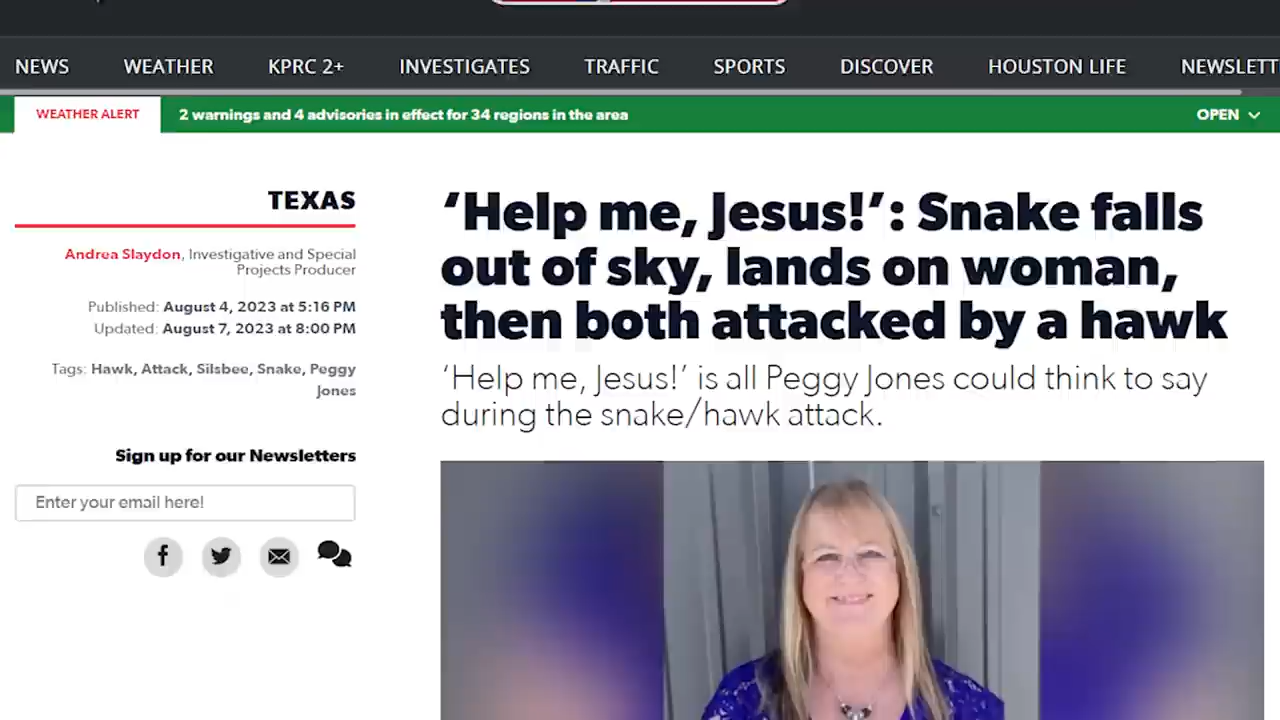 NEWS WEATHER KPRC 2+ INVESTIGATES TRAFFIC SPORTS DISCOVER HOUSTON LIFE NEWSLETT
WEATHER ALERT 2 warnings and 4 advisories in effect for 34 regions in the area OPEN
TEXAS
Andrea Slaydon, Investigative and Special
Projects Producer
Published: August 4, 2023 at 5:16 PM
Updated: August 7, 2023 at 8:00 PM
Tags: Hawk, Attack, Silsbee, Snake, Peggy
Jones
Sign up for our Newsletters
Enter your email here!
‘Help me, Jesus!’: Snake falls
out of sky, lands on woman,
then both attacked by a hawk
‘Help me, Jesus!’ is all Peggy Jones could think to say
during the snake/hawk attack.